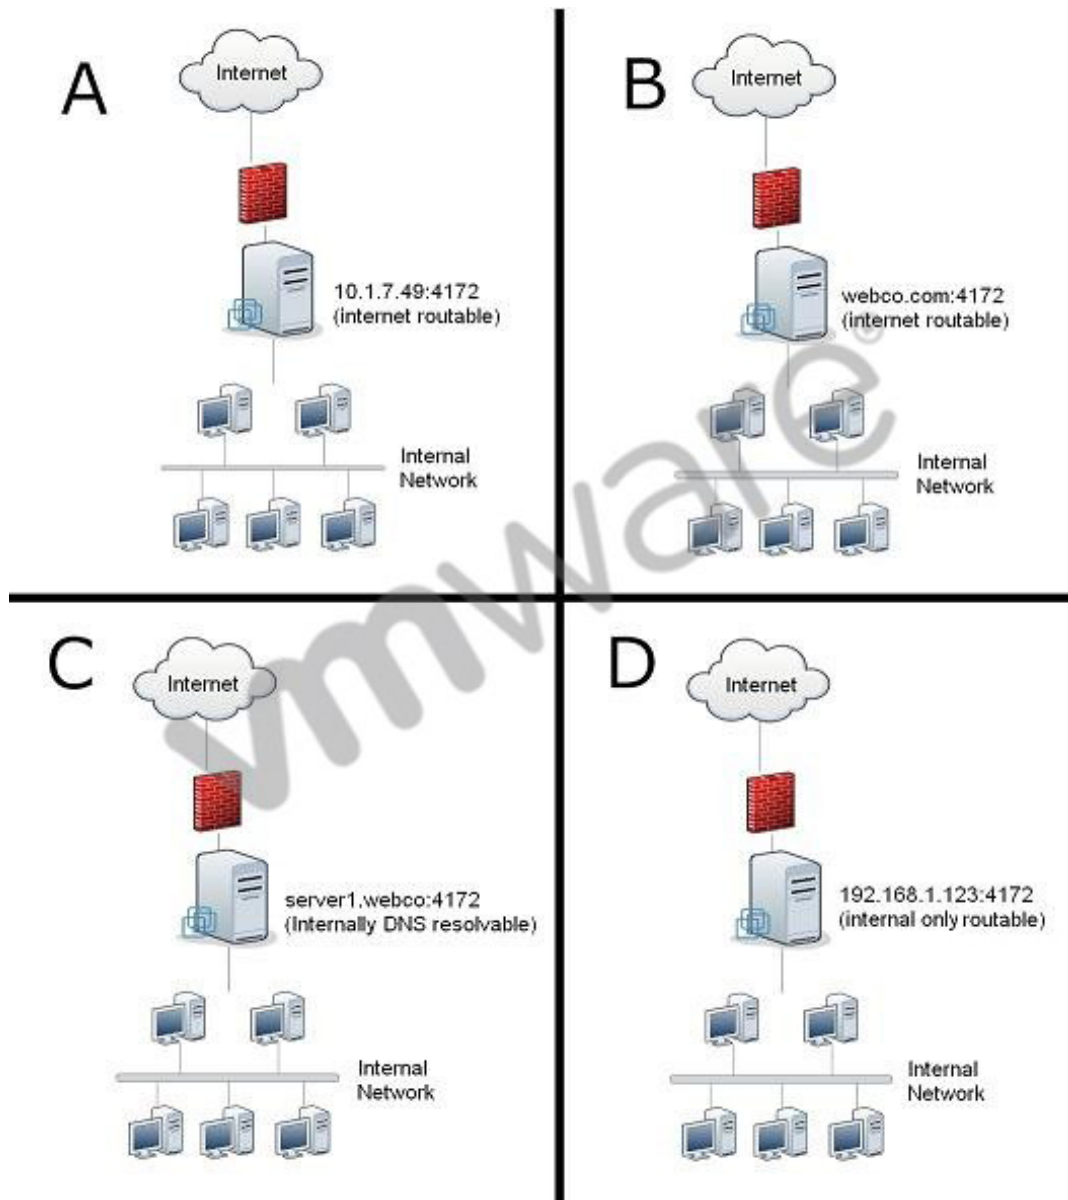 A
Internet
10.1.7.49:4172
(internet routable)
Internal
Network
B
Internet
webco.com:4172
(internet routable)
Internal
Network
C
Internet
server1.webco:4172
(Internally DNS resolvable)
Internal
Network
D
Internet
192.168.1.123:4172
(internal only routable)
Internal
Network
vmware®